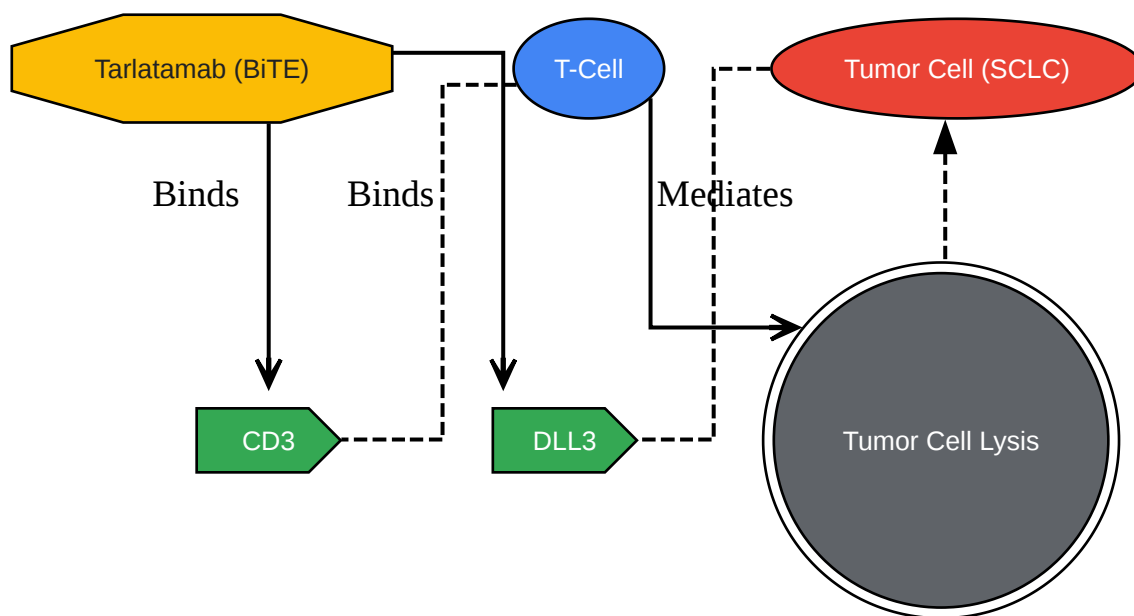 Tarlatamab (BiTE)
T-Cell
Tumor Cell (SCLC)
Binds
Binds
Mediates
CD3
DLL3
Tumor Cell Lysis